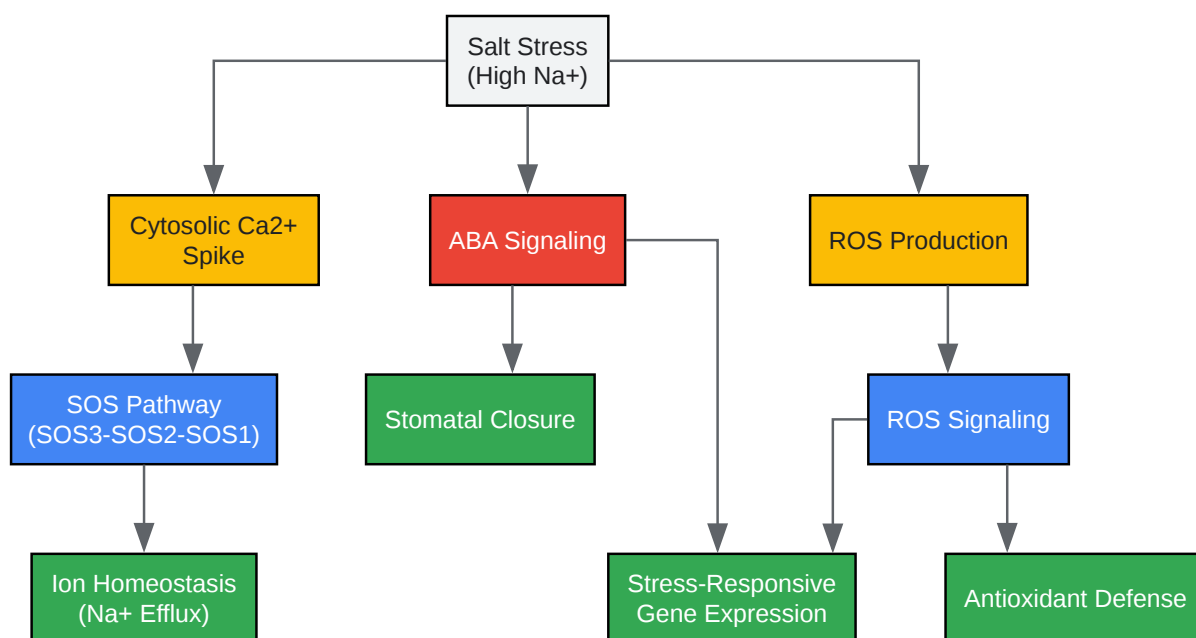 Salt Stress
(High Na+)
Cytosolic Ca2+
Spike
ABA Signaling
ROS Production
SOS Pathway
(SOS3-SOS2-SOS1)
Stomatal Closure
ROS Signaling
Ion Homeostasis
(Na+ Efflux)
Stress-Responsive
Gene Expression
Antioxidant Defense